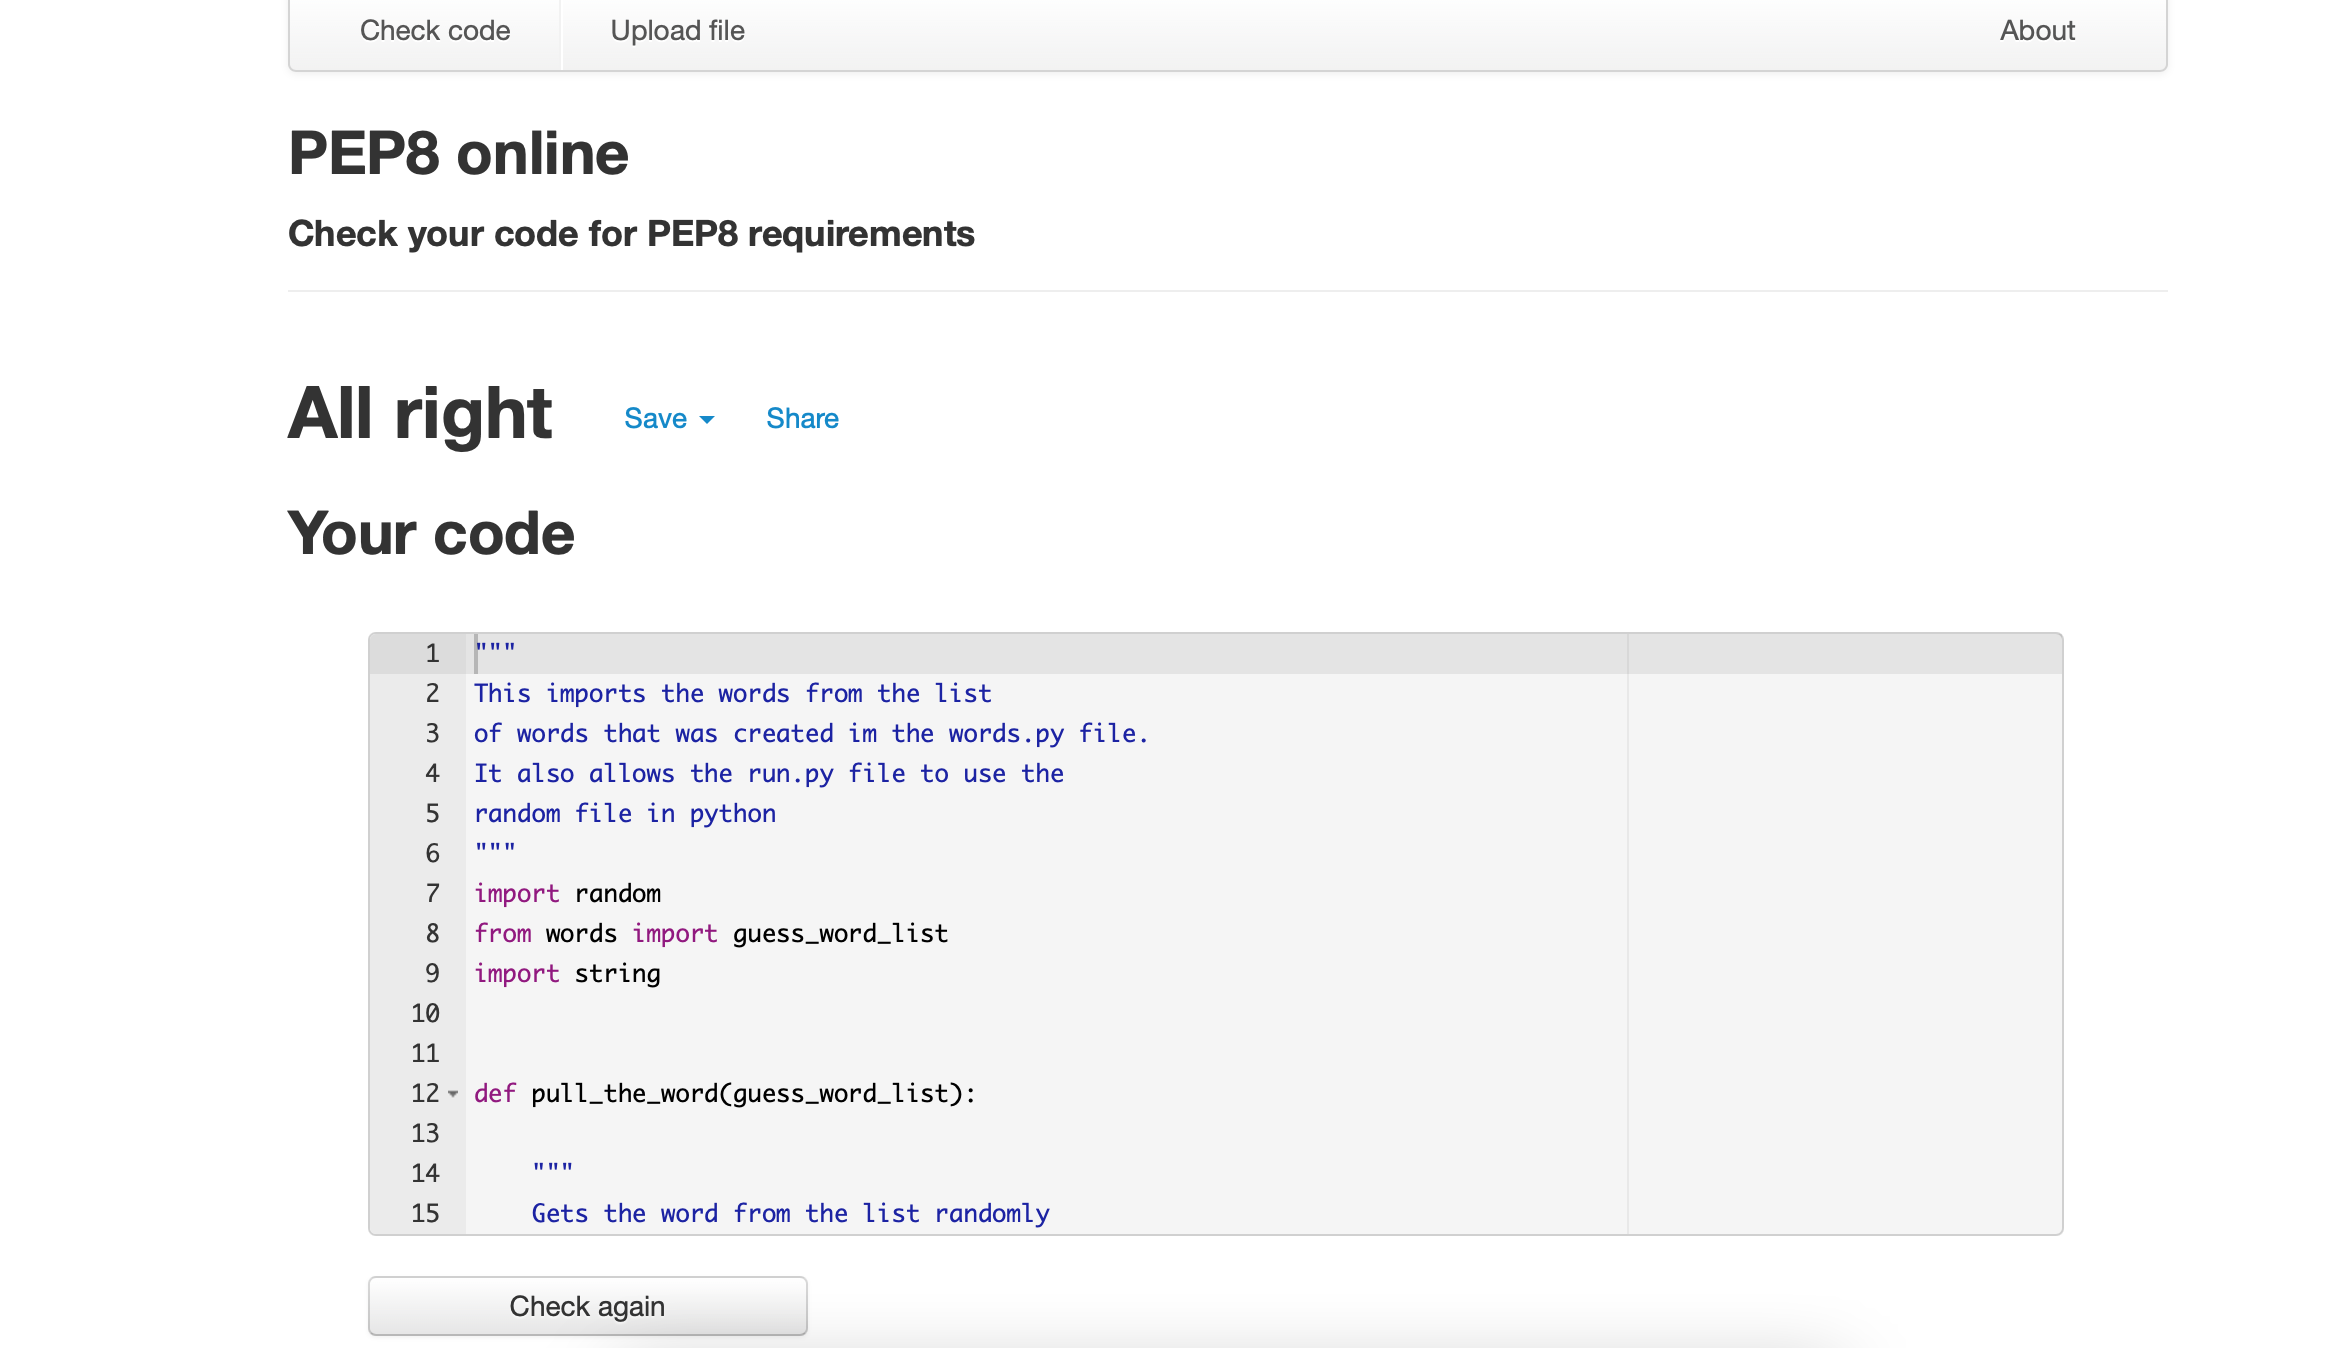 Check code Upload file About
PEP8 online
Check your code for PEP8 requirements
All right Save Share
Your code
1 """
2 This imports the words from the list
3 of words that was created im the words.py file.
4 It also allows the run.py file to use the
5 random file in python
6 """
7 import random
8 from words import guess_word_list
9 import string
10
11
12 def pull_the_word(guess_word_list):
13
14 """
15 Gets the word from the list randomly
Check again